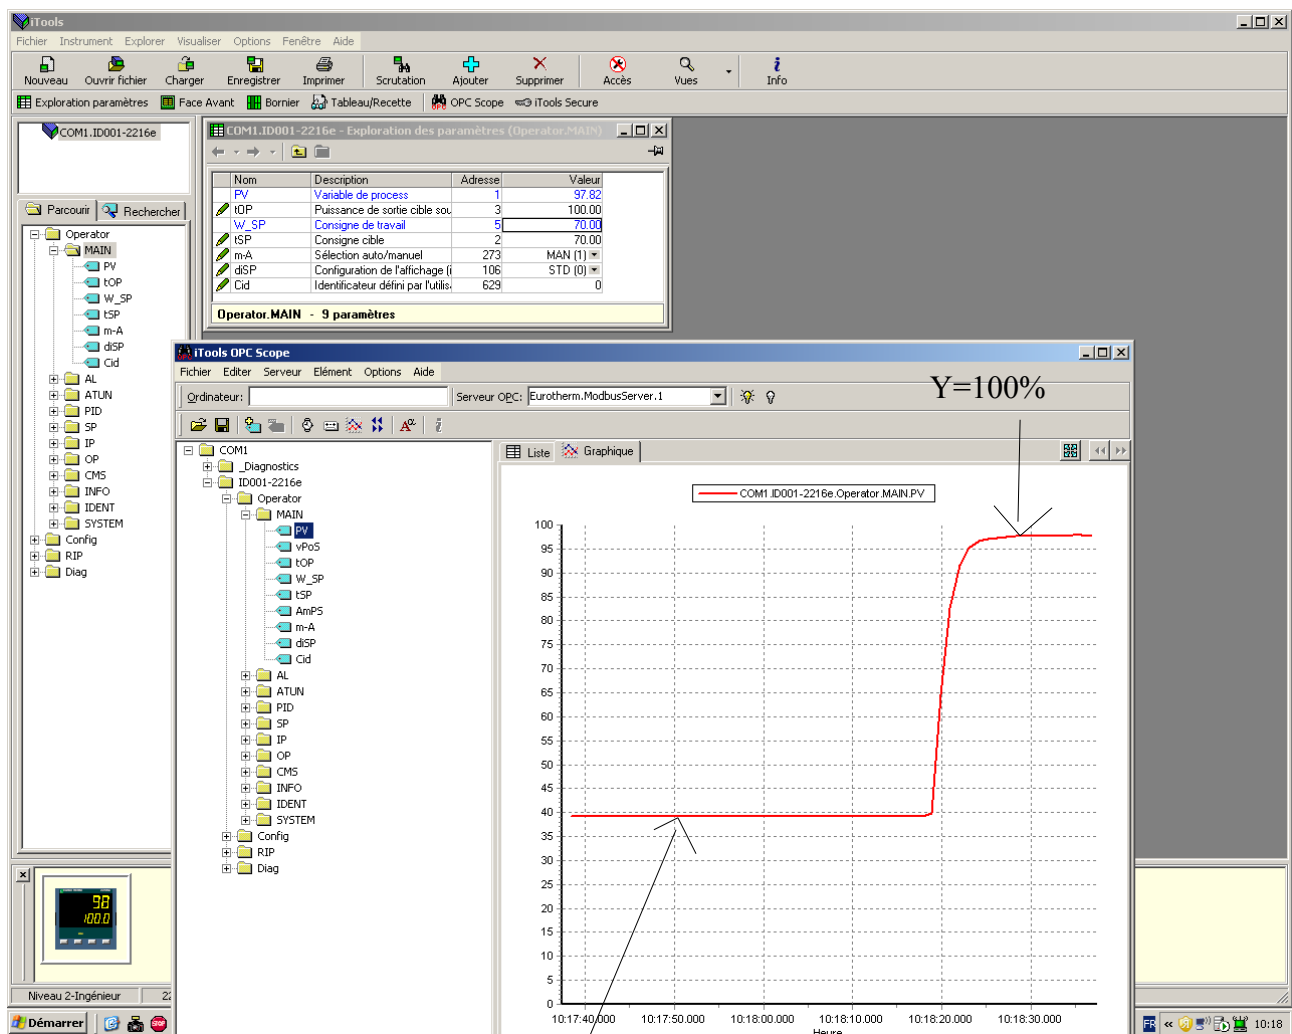 iTools
Fichier Instrument Explorer Visualiser Options Fenêtre Aide
Nouveau Ouvrir fichier Charger Enregistrer Imprimer Scrutation Ajouter Supprimer Accès Vues Info
Exploration paramètres Face Avant Bornier Tableau/Recette OPC Scope iTools Secure
COM1.ID001-2216e
Parcourir Rechercher
Operator
MAIN
PV
tOP
W_SP
tSP
m-A
diSP
Cid
AL
ATUN
PID
SP
IP
OP
CMS
INFO
IDENT
SYSTEM
Config
RIP
Diag
COM1.ID001-2216e - Exploration des paramètres (Operator.MAIN)
Nom Description Adresse Valeur
PV Variable de process 1 97.82
tOP Puissance de sortie cible sou 3 100.00
W_SP Consigne de travail 5 70.00
tSP Consigne cible 2 70.00
m-A Sélection auto/manuel 273 MAN (1)
diSP Configuration de l'affichage (i 106 STD (0)
Cid Identificateur défini par l'utilis 629 0
Operator.MAIN - 9 paramètres
iTools OPC Scope
Fichier Editer Serveur Elément Options Aide
Ordinateur: Serveur OPC: Eurotherm.ModbusServer.1
Y=100%
COM1
_Diagnostics
ID001-2216e
Operator
MAIN
PV
vPoS
tOP
W_SP
tSP
AmPS
m-A
diSP
Cid
AL
ATUN
PID
SP
IP
OP
CMS
INFO
IDENT
SYSTEM
Config
RIP
Diag
Liste Graphique
COM1.ID001-2216e.Operator.MAIN.PV
100
95
90
85
80
75
70
65
60
55
50
45
40
35
30
25
20
15
10
5
0
10:17:40.000 10:17:50.000 10:18:00.000 10:18:10.000 10:18:20.000 10:18:30.000
Heure
98
100.0
Niveau 2-Ingénieur 22
Démarrer STOP FR « 10:18